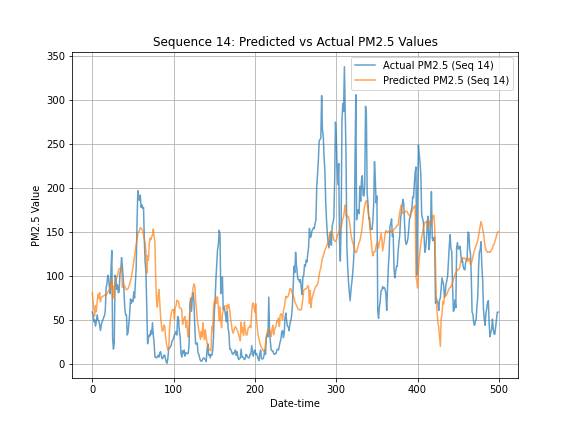 Sequence 14: Predicted vs Actual PM2.5 Values
Actual PM2.5 (Seq 14)
Predicted PM2.5 (Seq 14)
PM2.5 Value
350
300
250
200
150
100
50
0
0 100 200 300 400 500
Date-time